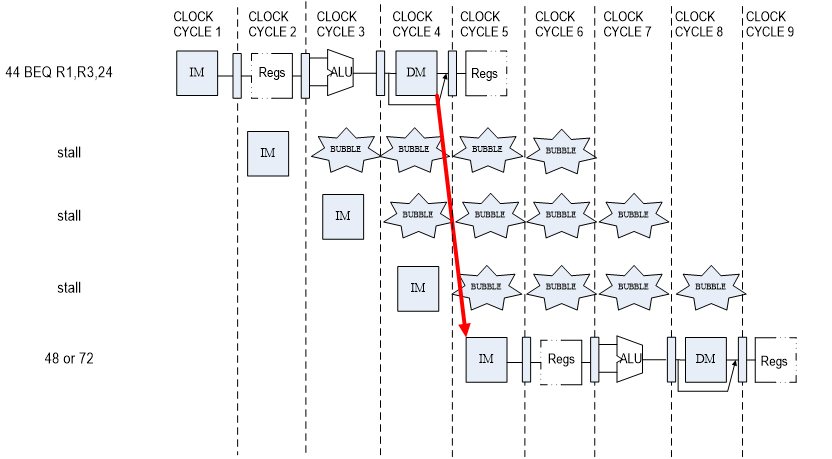 CLOCK CLOCK CLOCK CLOCK CLOCK CLOCK CLOCK CLOCK CLOCK
CYCLE 1 CYCLE 2 CYCLE 3 CYCLE 4 CYCLE 5 CYCLE 6 CYCLE 7 CYCLE 8 CYCLE 9
44 BEQ R1,R3,24 IM Regs ALU DM Regs
stall IM BUBBLE BUBBLE BUBBLE BUBBLE
stall IM BUBBLE BUBBLE BUBBLE BUBBLE
stall IM BUBBLE BUBBLE BUBBLE BUBBLE
48 or 72 IM Regs ALU DM Regs